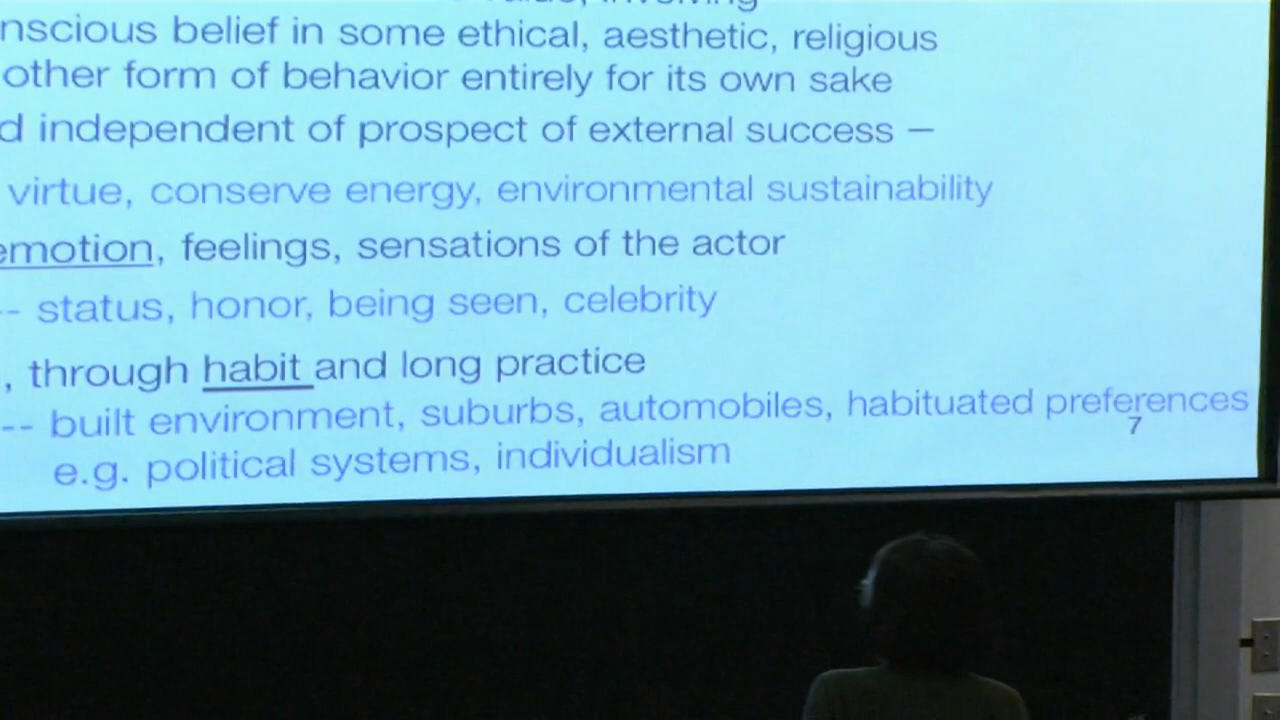 nscious belief in some ethical, aesthetic, religious
other form of behavior entirely for its own sake
d independent of prospect of external success –
virtue, conserve energy, environmental sustainability
emotion, feelings, sensations of the actor
-- status, honor, being seen, celebrity
, through habit and long practice
-- built environment, suburbs, automobiles, habituated preferences
7
e.g. political systems, individualism